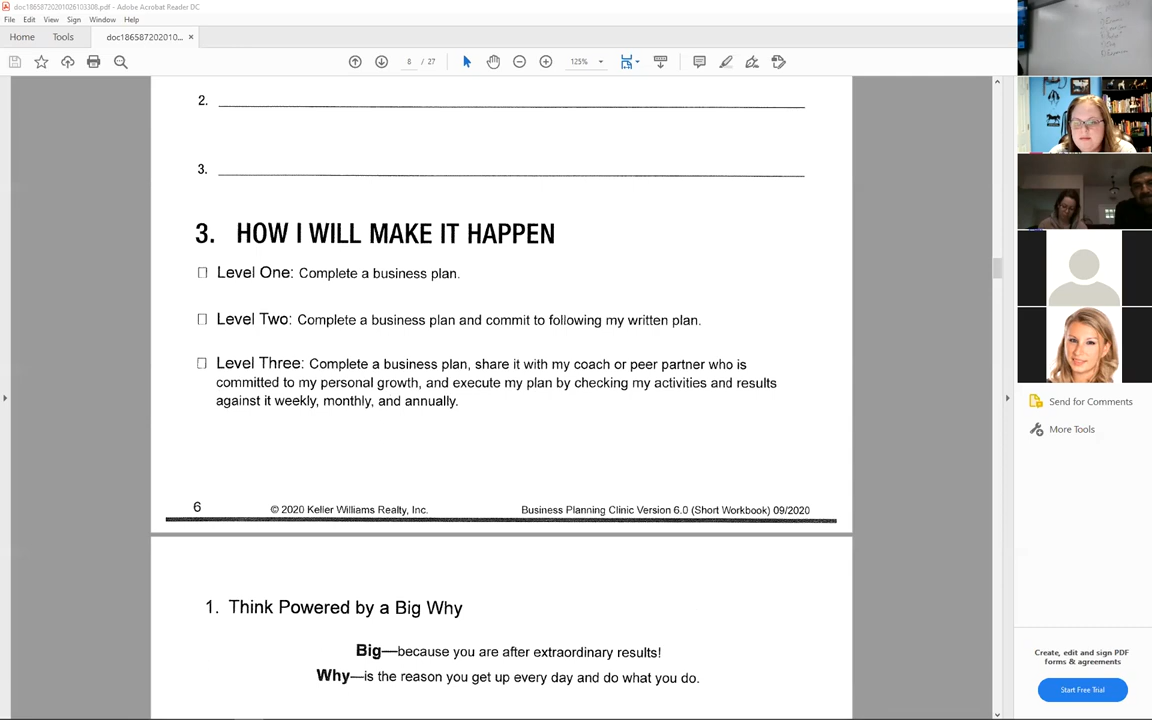 doc18658720201026103308.pdf - Adobe Acrobat Reader DC
File Edit View Sign Window Help
Home Tools doc186587202010... ×
8 / 27 125%
2.
3.
3. HOW I WILL MAKE IT HAPPEN
Level One: Complete a business plan.
Level Two: Complete a business plan and commit to following my written plan.
Level Three: Complete a business plan, share it with my coach or peer partner who is
committed to my personal growth, and execute my plan by checking my activities and results
against it weekly, monthly, and annually.
6 © 2020 Keller Williams Realty, Inc. Business Planning Clinic Version 6.0 (Short Workbook) 09/2020
1. Think Powered by a Big Why
Big—because you are after extraordinary results!
Why—is the reason you get up every day and do what you do.
Send for Comments
More Tools
Create, edit and sign PDF
forms & agreements
Start Free Trial